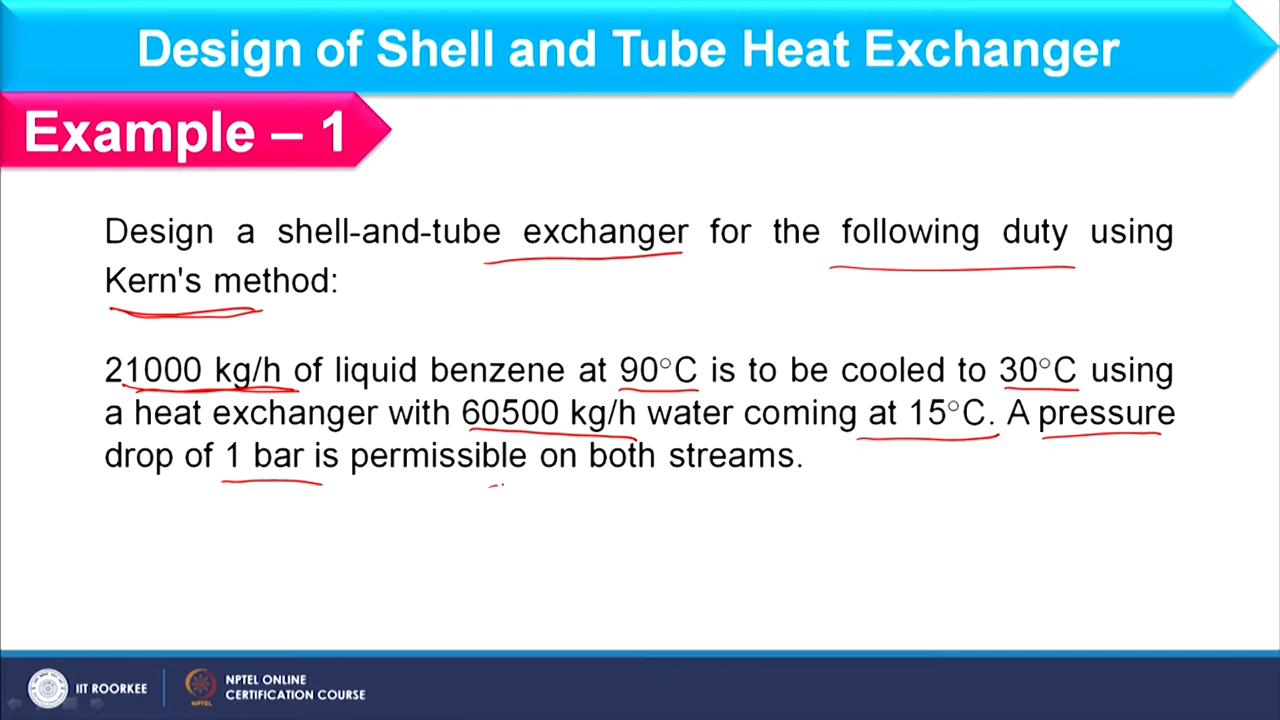 Design of Shell and Tube Heat Exchanger
Example – 1
Design a shell-and-tube exchanger for the following duty using
Kern's method:
21000 kg/h of liquid benzene at 90°C is to be cooled to 30°C using
a heat exchanger with 60500 kg/h water coming at 15°C. A pressure
drop of 1 bar is permissible on both streams.
IIT ROORKEE
NPTEL ONLINE
CERTIFICATION COURSE
NPTEL